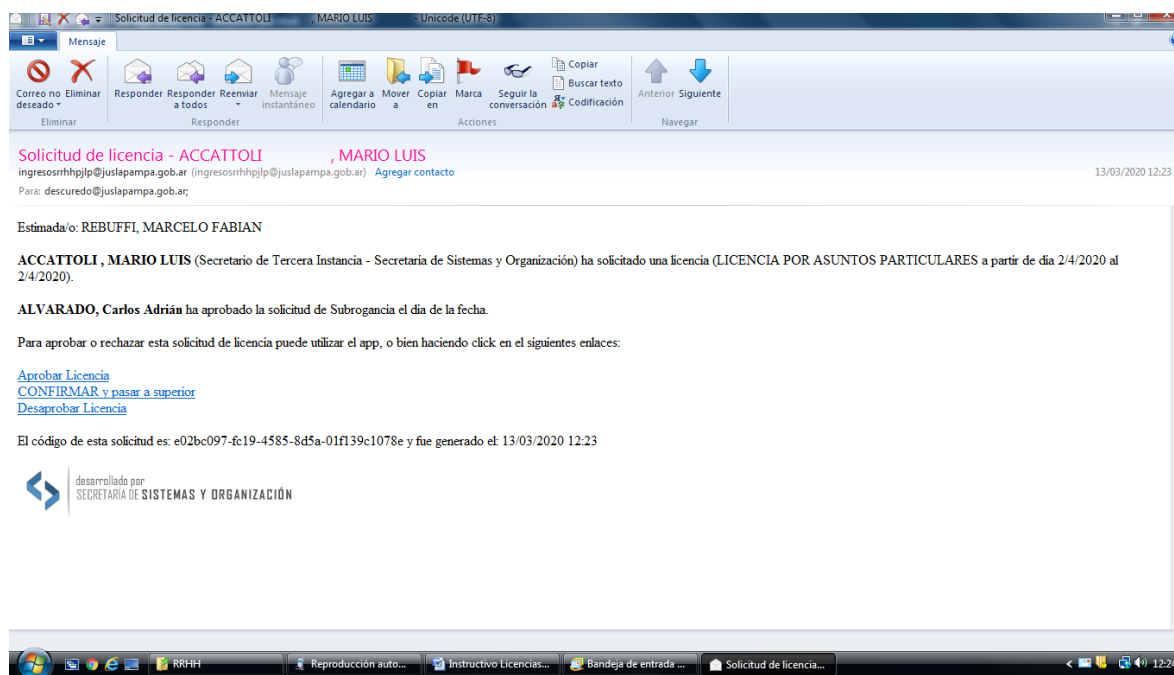 Solicitud de licencia - ACCATTOLI , MARIO LUIS - Unicode (UTF-8)
Mensaje
Correo no deseado
Eliminar
Responder
Responder a todos
Reenviar
Mensaje instantáneo
Agregar a calendario
Mover a
Copiar en
Marca
Seguir la conversación
Copiar
Buscar texto
Codificación
Anterior
Siguiente
Eliminar
Responder
Acciones
Navegar
Solicitud de licencia - ACCATTOLI , MARIO LUIS
ingresosrrhhpjlp@juslapampa.gob.ar (ingresosrrhhpjlp@juslapampa.gob.ar) Agregar contacto
13/03/2020 12:23
Para: descuredo@juslapampa.gob.ar;
Estimada/o: REBUFFI, MARCELO FABIAN
ACCATTOLI , MARIO LUIS (Secretario de Tercera Instancia - Secretaría de Sistemas y Organización) ha solicitado una licencia (LICENCIA POR ASUNTOS PARTICULARES a partir de dia 2/4/2020 al
2/4/2020).
ALVARADO, Carlos Adrián ha aprobado la solicitud de Subrogancia el día de la fecha.
Para aprobar o rechazar esta solicitud de licencia puede utilizar el app, o bien haciendo click en el siguientes enlaces:
Aprobar Licencia
CONFIRMAR y pasar a superior
Desaprobar Licencia
El código de esta solicitud es: e02bc097-fc19-4585-8d5a-01f139c1078e y fue generado el: 13/03/2020 12:23
desarrollado por
SECRETARÍA DE SISTEMAS Y ORGANIZACIÓN
RRHH
Reproducción auto...
Instructivo Licencias...
Bandeja de entrada ...
Solicitud de licencia...
12:24